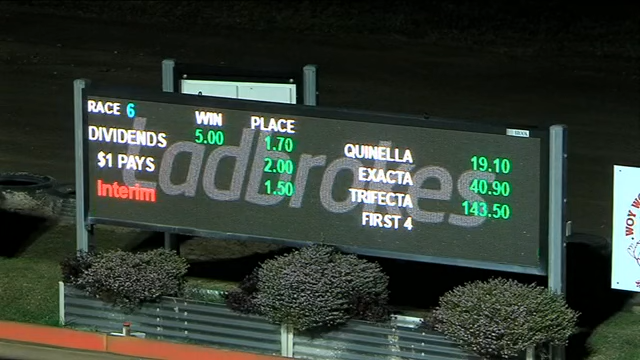 RACE 6
WIN PLACE
DIVIDENDS 5.00 1.70
$1 PAYS 2.00
Interim 1.50
QUINELLA 19.10
EXACTA 40.90
TRIFECTA 143.50
FIRST 4
Ladbrokes
WOY